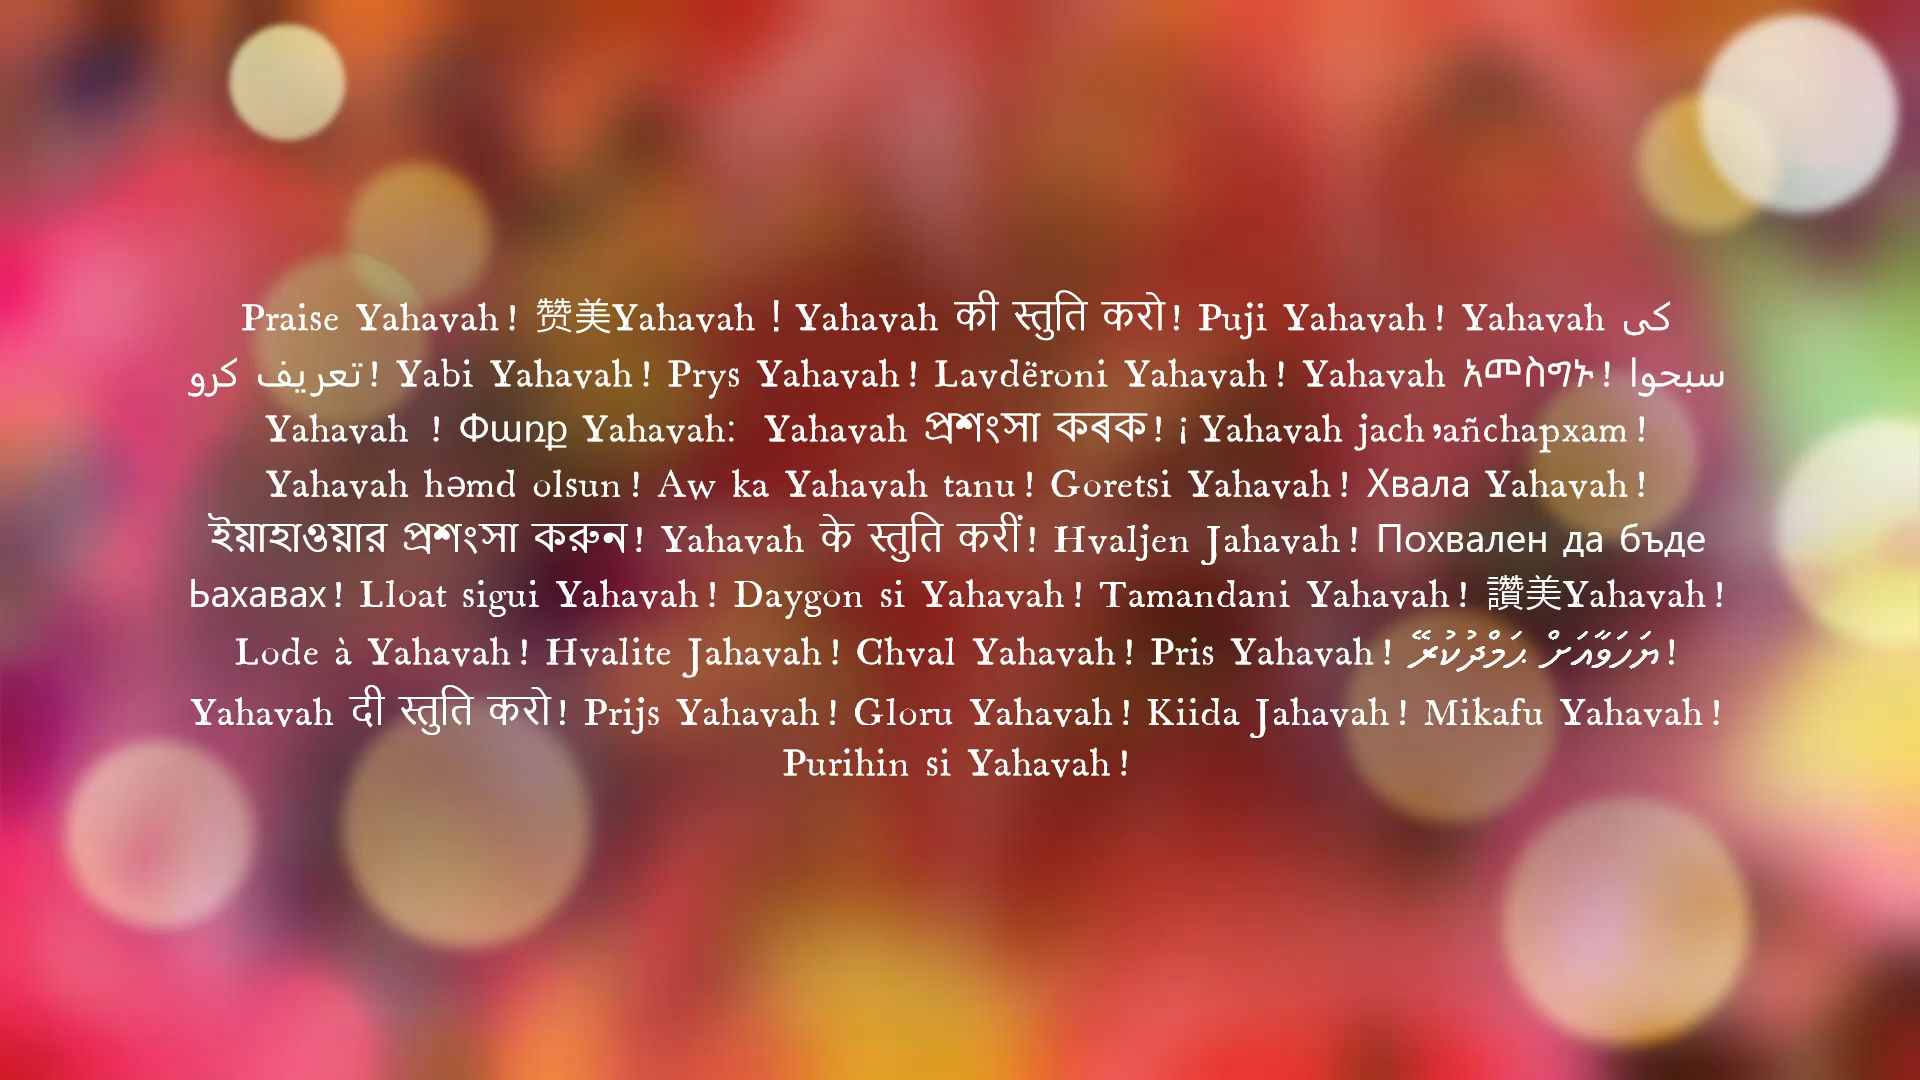 Praise Yahavah! 赞美Yahavah！Yahavah की स्तुति करो! Puji Yahavah! Yahavah کی
تعریف کرو! Yabi Yahavah! Prys Yahavah! Lavdëroni Yahavah! Yahavah አመስግኑ! سبحوا
Yahavah ! Փառք Yahavah: Yahavah প্ৰশংসা কৰক! ¡Yahavah jach’añchapxam!
Yahavah həmd olsun! Aw ka Yahavah tanu! Goretsi Yahavah! Хвала Yahavah!
ইয়াহাওয়ার প্রশংসা করুন! Yahavah के स्तुति करीं! Hvaljen Jahavah! Похвален да бъде
Ьахавах! Lloat sigui Yahavah! Daygon si Yahavah! Tamandani Yahavah! 讚美Yahavah!
Lode à Yahavah! Hvalite Jahavah! Chval Yahavah! Pris Yahavah! ޔަހަވާއަށް ޙަމްދުކުރޭ!
Yahavah दी स्तुति करो! Prijs Yahavah! Gloru Yahavah! Kiida Jahavah! Mikafu Yahavah!
Purihin si Yahavah!